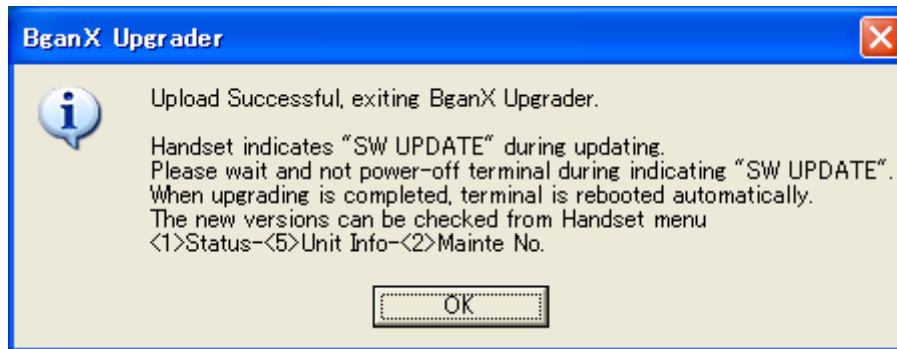 BganX Upgrader
Upload Successful, exiting BganX Upgrader.
Handset indicates "SW UPDATE" during updating.
Please wait and not power-off terminal during indicating "SW UPDATE".
When upgrading is completed, terminal is rebooted automatically.
The new versions can be checked from Handset menu
<1>Status-<5>Unit Info-<2>Mainte No.
OK